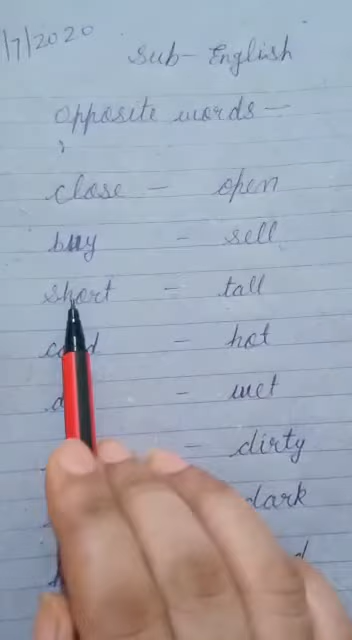 /7/2020
Sub- English
opposite words –
close – open
buy – sell
short – tall
– hot
– wet
– dirty
dark